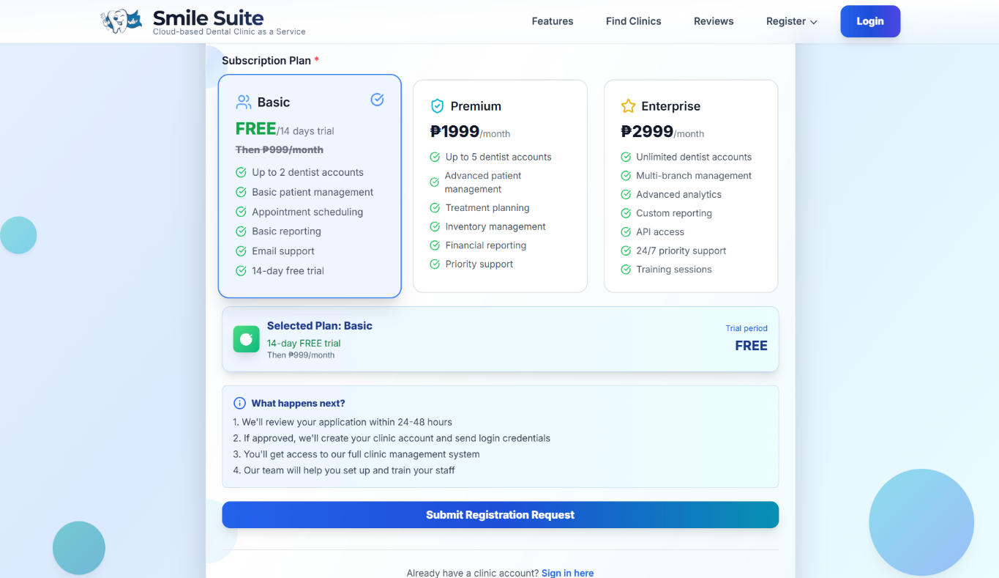 Smile Suite
Cloud-based Dental Clinic as a Service
Features
Find Clinics
Reviews
Register
Login
Subscription Plan *
Basic
FREE/14 days trial
Then ₱999/month
Up to 2 dentist accounts
Basic patient management
Appointment scheduling
Basic reporting
Email support
14-day free trial
Premium
₱1999/month
Up to 5 dentist accounts
Advanced patient
management
Treatment planning
Inventory management
Financial reporting
Priority support
Enterprise
₱2999/month
Unlimited dentist accounts
Multi-branch management
Advanced analytics
Custom reporting
API access
24/7 priority support
Training sessions
Selected Plan: Basic
14-day FREE trial
Then ₱999/month
Trial period
FREE
What happens next?
1. We'll review your application within 24-48 hours
2. If approved, we'll create your clinic account and send login credentials
3. You'll get access to our full clinic management system
4. Our team will help you set up and train your staff
Submit Registration Request
Already have a clinic account? Sign in here